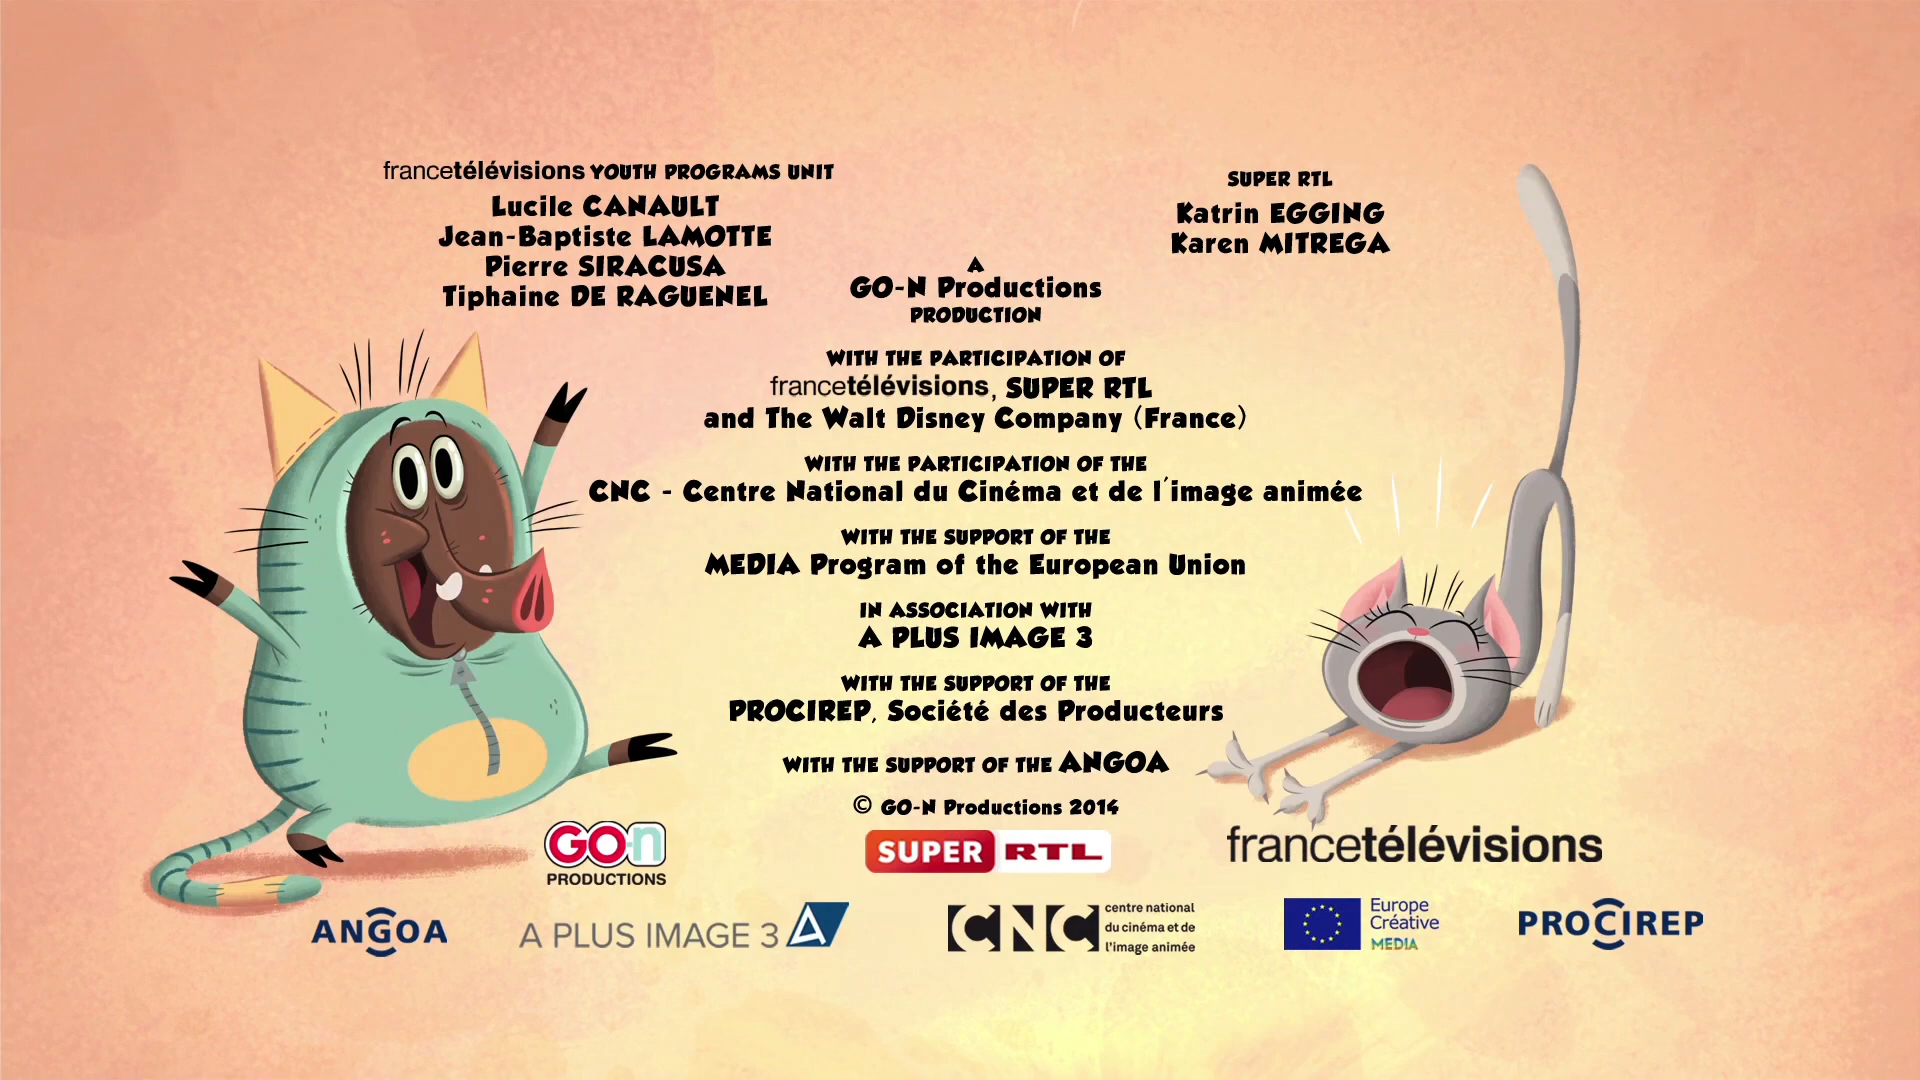 francetélévisions YOUTH PROGRAMS UNIT
Lucile CANAULT
Jean-Baptiste LAMOTTE
Pierre SIRACUSA
Tiphaine DE RAGUENEL
SUPER RTL
Katrin EGGING
Karen MITREGA
A
GO-N Productions
PRODUCTION
WITH THE PARTICIPATION OF
francetélévisions, SUPER RTL
and The Walt Disney Company (France)
WITH THE PARTICIPATION OF THE
CNC - Centre National du Cinéma et de l'image animée
WITH THE SUPPORT OF THE
MEDIA Program of the European Union
IN ASSOCIATION WITH
A PLUS IMAGE 3
WITH THE SUPPORT OF THE
PROCIREP, Société des Producteurs
WITH THE SUPPORT OF THE ANGOA
© GO-N Productions 2014
GO-n
PRODUCTIONS
SUPER RTL
francetélévisions
ANGOA
A PLUS IMAGE 3
CNC
centre national
du cinéma et de
l'image animée
Europe
Créative
MEDIA
PROCIREP